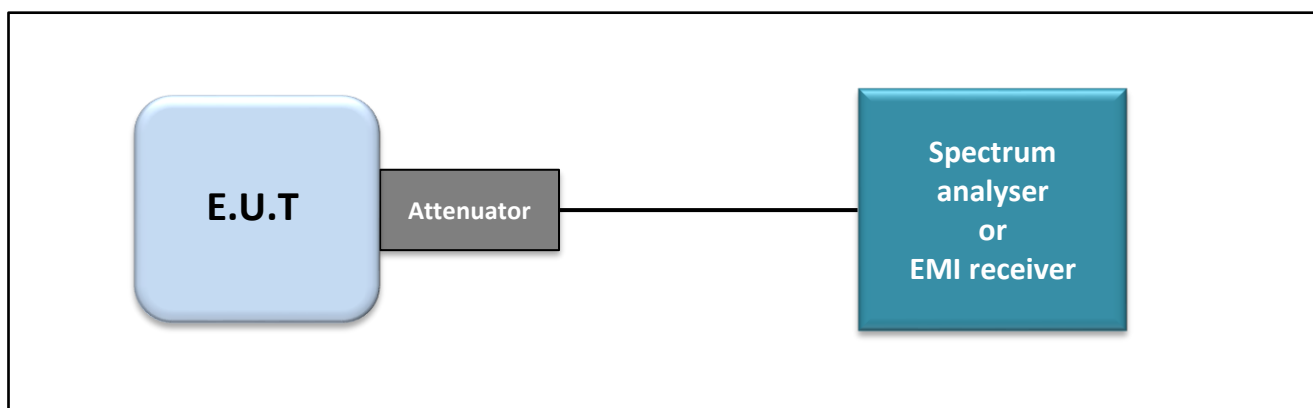 E.U.T
Attenuator
Spectrum
analyser
or
EMI receiver